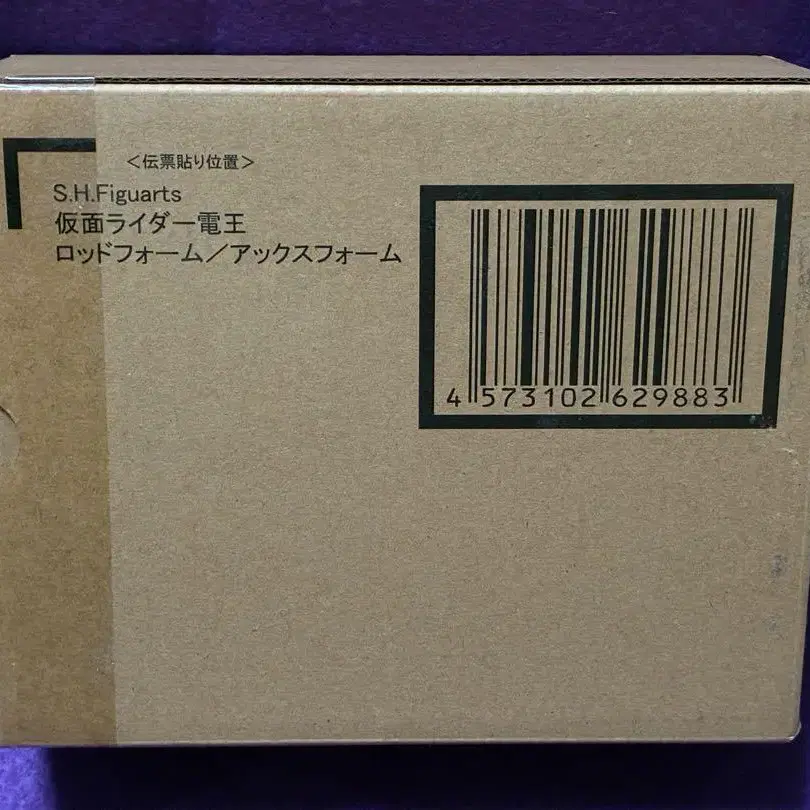 <伝票貼り位置>
S.H.Figuarts
仮面ライダー電王
ロッドフォーム／アックスフォーム
4 573102 629883